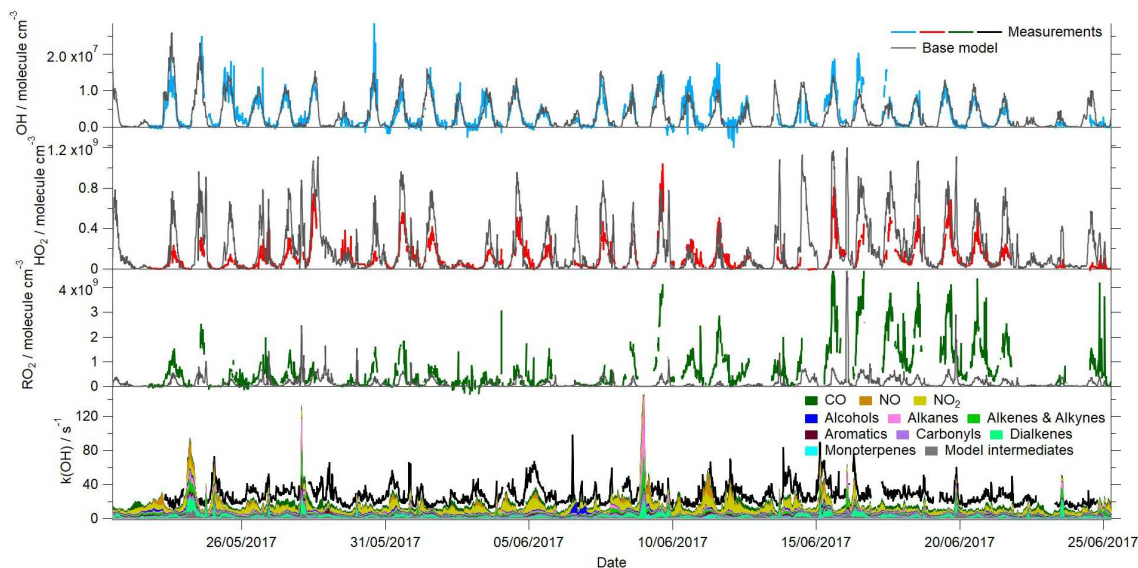 OH / molecule cm-3
2.0 x10^7
1.0
0.0
Measurements
Base model
HO2 / molecule cm-3
1.2 x10^9
0.8
0.4
0
RO2 / molecule cm-3
4 x10^9
3
2
1
0
k(OH) / s-1
120
80
40
0
CO NO NO2
Alcohols Alkanes Alkenes & Alkynes
Aromatics Carbonyls Dialkenes
Monoterpenes Model intermediates
26/05/2017 31/05/2017 05/06/2017 10/06/2017 15/06/2017 20/06/2017 25/06/2017
Date